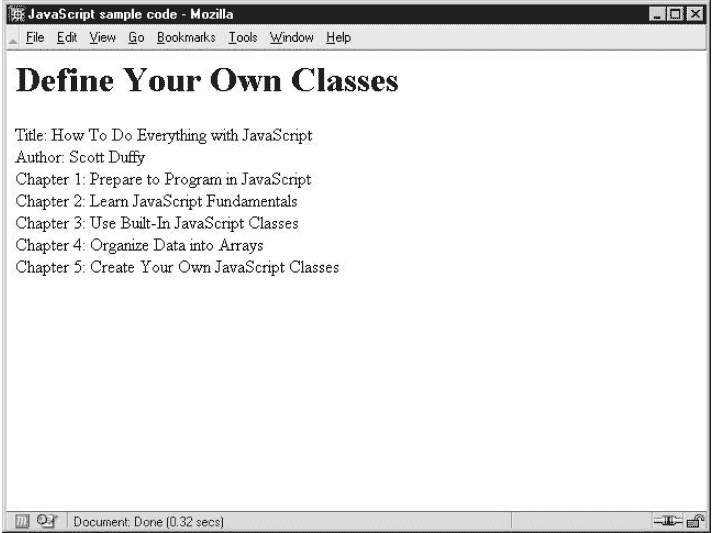 JavaScript sample code - Mozilla
File Edit View Go Bookmarks Tools Window Help
Define Your Own Classes
Title: How To Do Everything with JavaScript
Author: Scott Duffy
Chapter 1: Prepare to Program in JavaScript
Chapter 2: Learn JavaScript Fundamentals
Chapter 3: Use Built-In JavaScript Classes
Chapter 4: Organize Data into Arrays
Chapter 5: Create Your Own JavaScript Classes
Document: Done (0.32 secs)